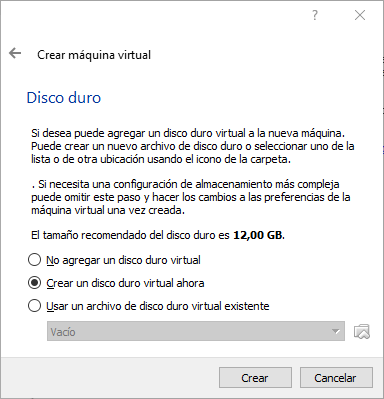 ?
Crear máquina virtual
Disco duro
Si desea puede agregar un disco duro virtual a la nueva máquina.
Puede crear un nuevo archivo de disco duro o seleccionar uno de la
lista o de otra ubicación usando el icono de la carpeta.
. Si necesita una configuración de almacenamiento más compleja
puede omitir este paso y hacer los cambios a las preferencias de la
máquina virtual una vez creada.
El tamaño recomendado del disco duro es 12,00 GB.
No agregar un disco duro virtual
Crear un disco duro virtual ahora
Usar un archivo de disco duro virtual existente
Vacío
Crear Cancelar